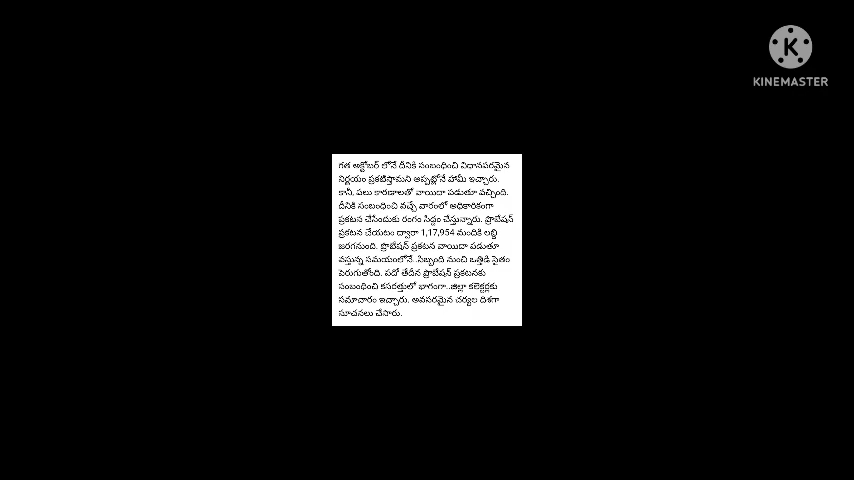 KINEMASTER
గత అక్టోబర్ లోనే దీనికి సంబంధించి విధానపరమైన
నిర్ణయం ప్రకటిస్తామని అప్పట్లోనే హామీ ఇచ్చారు.
కానీ, పలు కారణాలతో వాయిదా పడుతూ వచ్చింది.
దీనికి సంబంధించి వచ్చే వారంలో అధికారికంగా
ప్రకటన చేసేందుకు రంగం సిద్దం చేస్తున్నారు. ప్రొబేషన్
ప్రకటన చేయటం ద్వారా 1,17,954 మందికి లబ్ది
జరగనుంది. ప్రొబేషన్ ప్రకటన వాయిదా పడుతూ
వస్తున్న సమయంలోనే..సిబ్బంది నుంచి ఒత్తిడి సైతం
పెరుగుతోంది. పదో తేదీన ప్రొబేషన్ ప్రకటనకు
సంబంధించి కసరత్తులో భాగంగా..జిల్లా కలెక్టర్లకు
సమాచారం ఇచ్చారు. అవసరమైన చర్యల దిశగా
సూచనలు చేసారు.